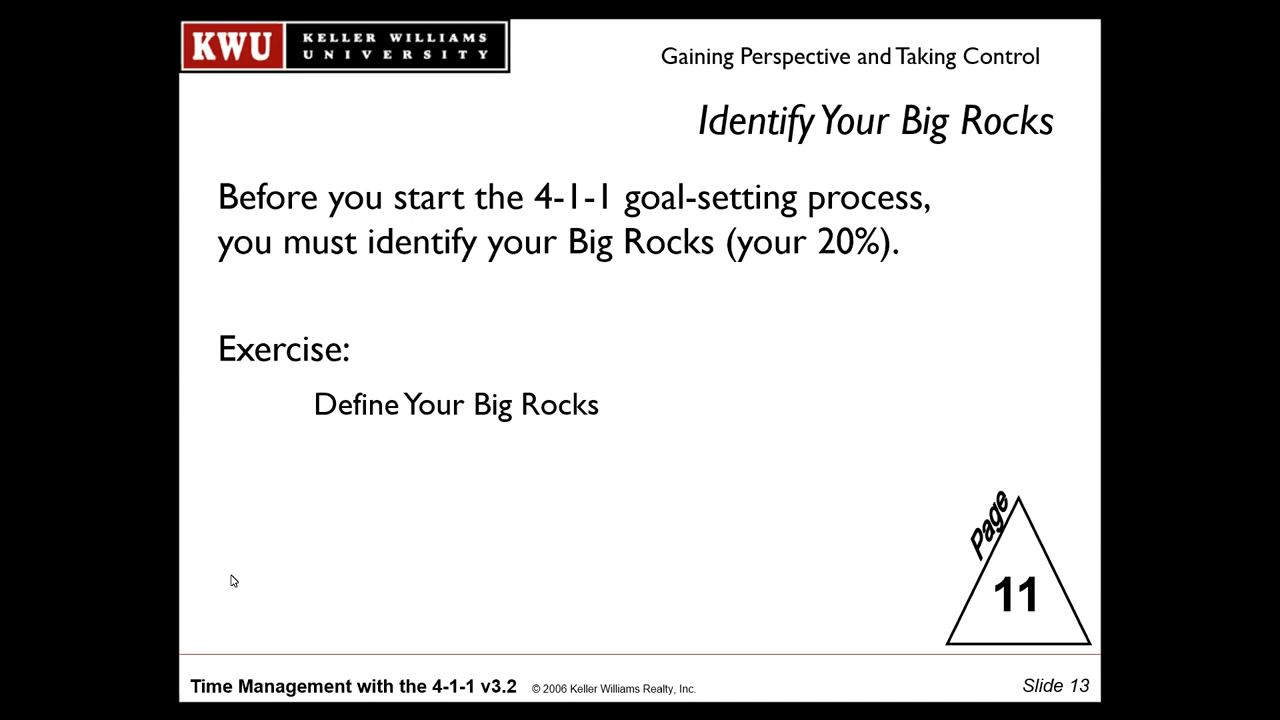 KWU
KELLER WILLIAMS
UNIVERSITY
Gaining Perspective and Taking Control
Identify Your Big Rocks
Before you start the 4-1-1 goal-setting process,
you must identify your Big Rocks (your 20%).
Exercise:
Define Your Big Rocks
Page
11
Time Management with the 4-1-1 v3.2 © 2006 Keller Williams Realty, Inc.
Slide 13